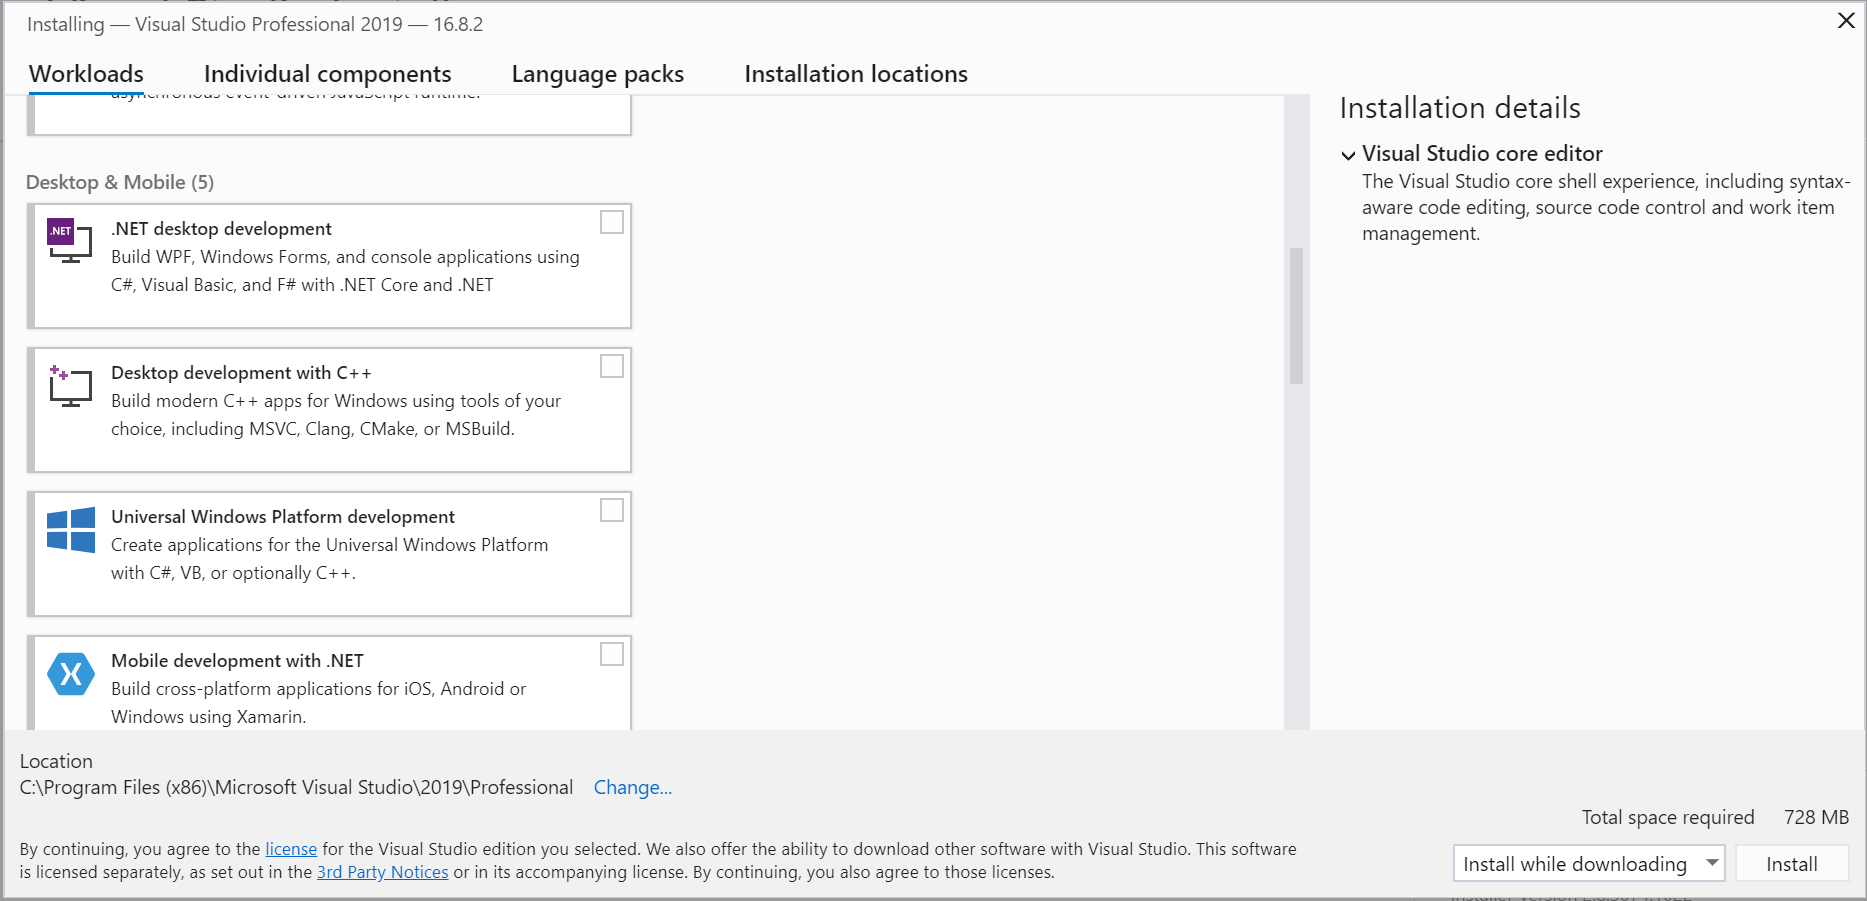 Installing — Visual Studio Professional 2019 — 16.8.2
Workloads
Individual components
Language packs
Installation locations
asynchronous event-driven JavaScript runtime.
Desktop & Mobile (5)
.NET
.NET desktop development
Build WPF, Windows Forms, and console applications using
C#, Visual Basic, and F# with .NET Core and .NET
Desktop development with C++
Build modern C++ apps for Windows using tools of your
choice, including MSVC, Clang, CMake, or MSBuild.
Universal Windows Platform development
Create applications for the Universal Windows Platform
with C#, VB, or optionally C++.
Mobile development with .NET
Build cross-platform applications for iOS, Android or
Windows using Xamarin.
Installation details
Visual Studio core editor
The Visual Studio core shell experience, including syntax-
aware code editing, source code control and work item
management.
Location
C:\Program Files (x86)\Microsoft Visual Studio\2019\Professional Change...
Total space required 728 MB
By continuing, you agree to the license for the Visual Studio edition you selected. We also offer the ability to download other software with Visual Studio. This software
is licensed separately, as set out in the 3rd Party Notices or in its accompanying license. By continuing, you also agree to those licenses.
Install while downloading
Install